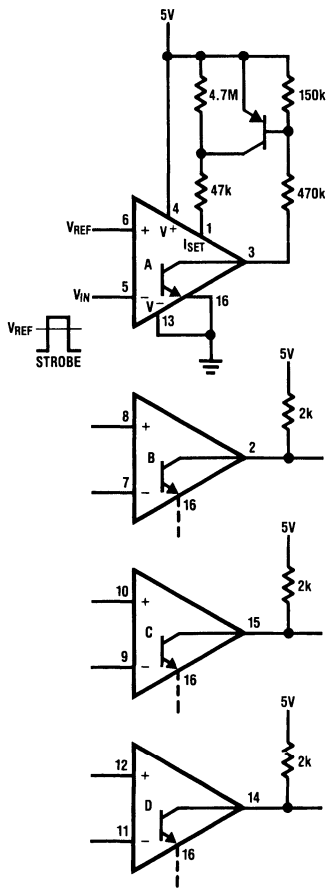 5V
4.7M
150k
47k
470k
4
1
VREF
6
+
V+
ISET
A
3
VIN
5
−
V−
16
13
VREF
STROBE
5V
2k
8
+
B
2
7
−
16
5V
2k
10
+
C
15
9
−
16
5V
2k
12
+
D
14
11
−
16